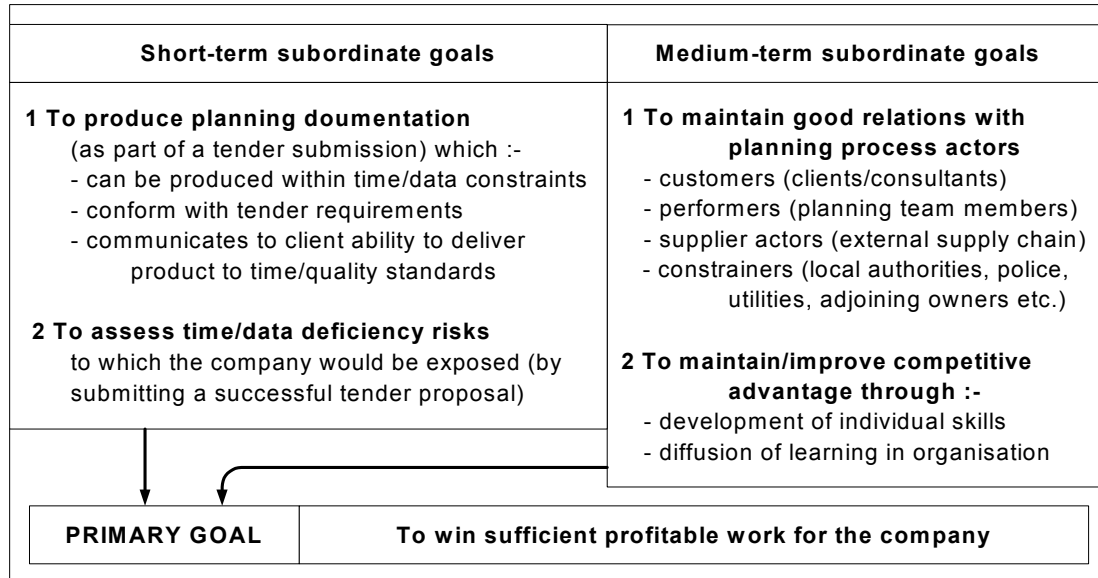 Short-term subordinate goals
1 To produce planning doumentation
(as part of a tender submission) which :-
- can be produced within time/data constraints
- conform with tender requirements
- communicates to client ability to deliver
product to time/quality standards
2 To assess time/data deficiency risks
to which the company would be exposed (by
submitting a successful tender proposal)
Medium-term subordinate goals
1 To maintain good relations with
planning process actors
- customers (clients/consultants)
- performers (planning team members)
- supplier actors (external supply chain)
- constrainers (local authorities, police,
utilities, adjoining owners etc.)
2 To maintain/improve competitive
advantage through :-
- development of individual skills
- diffusion of learning in organisation
PRIMARY GOAL
To win sufficient profitable work for the company